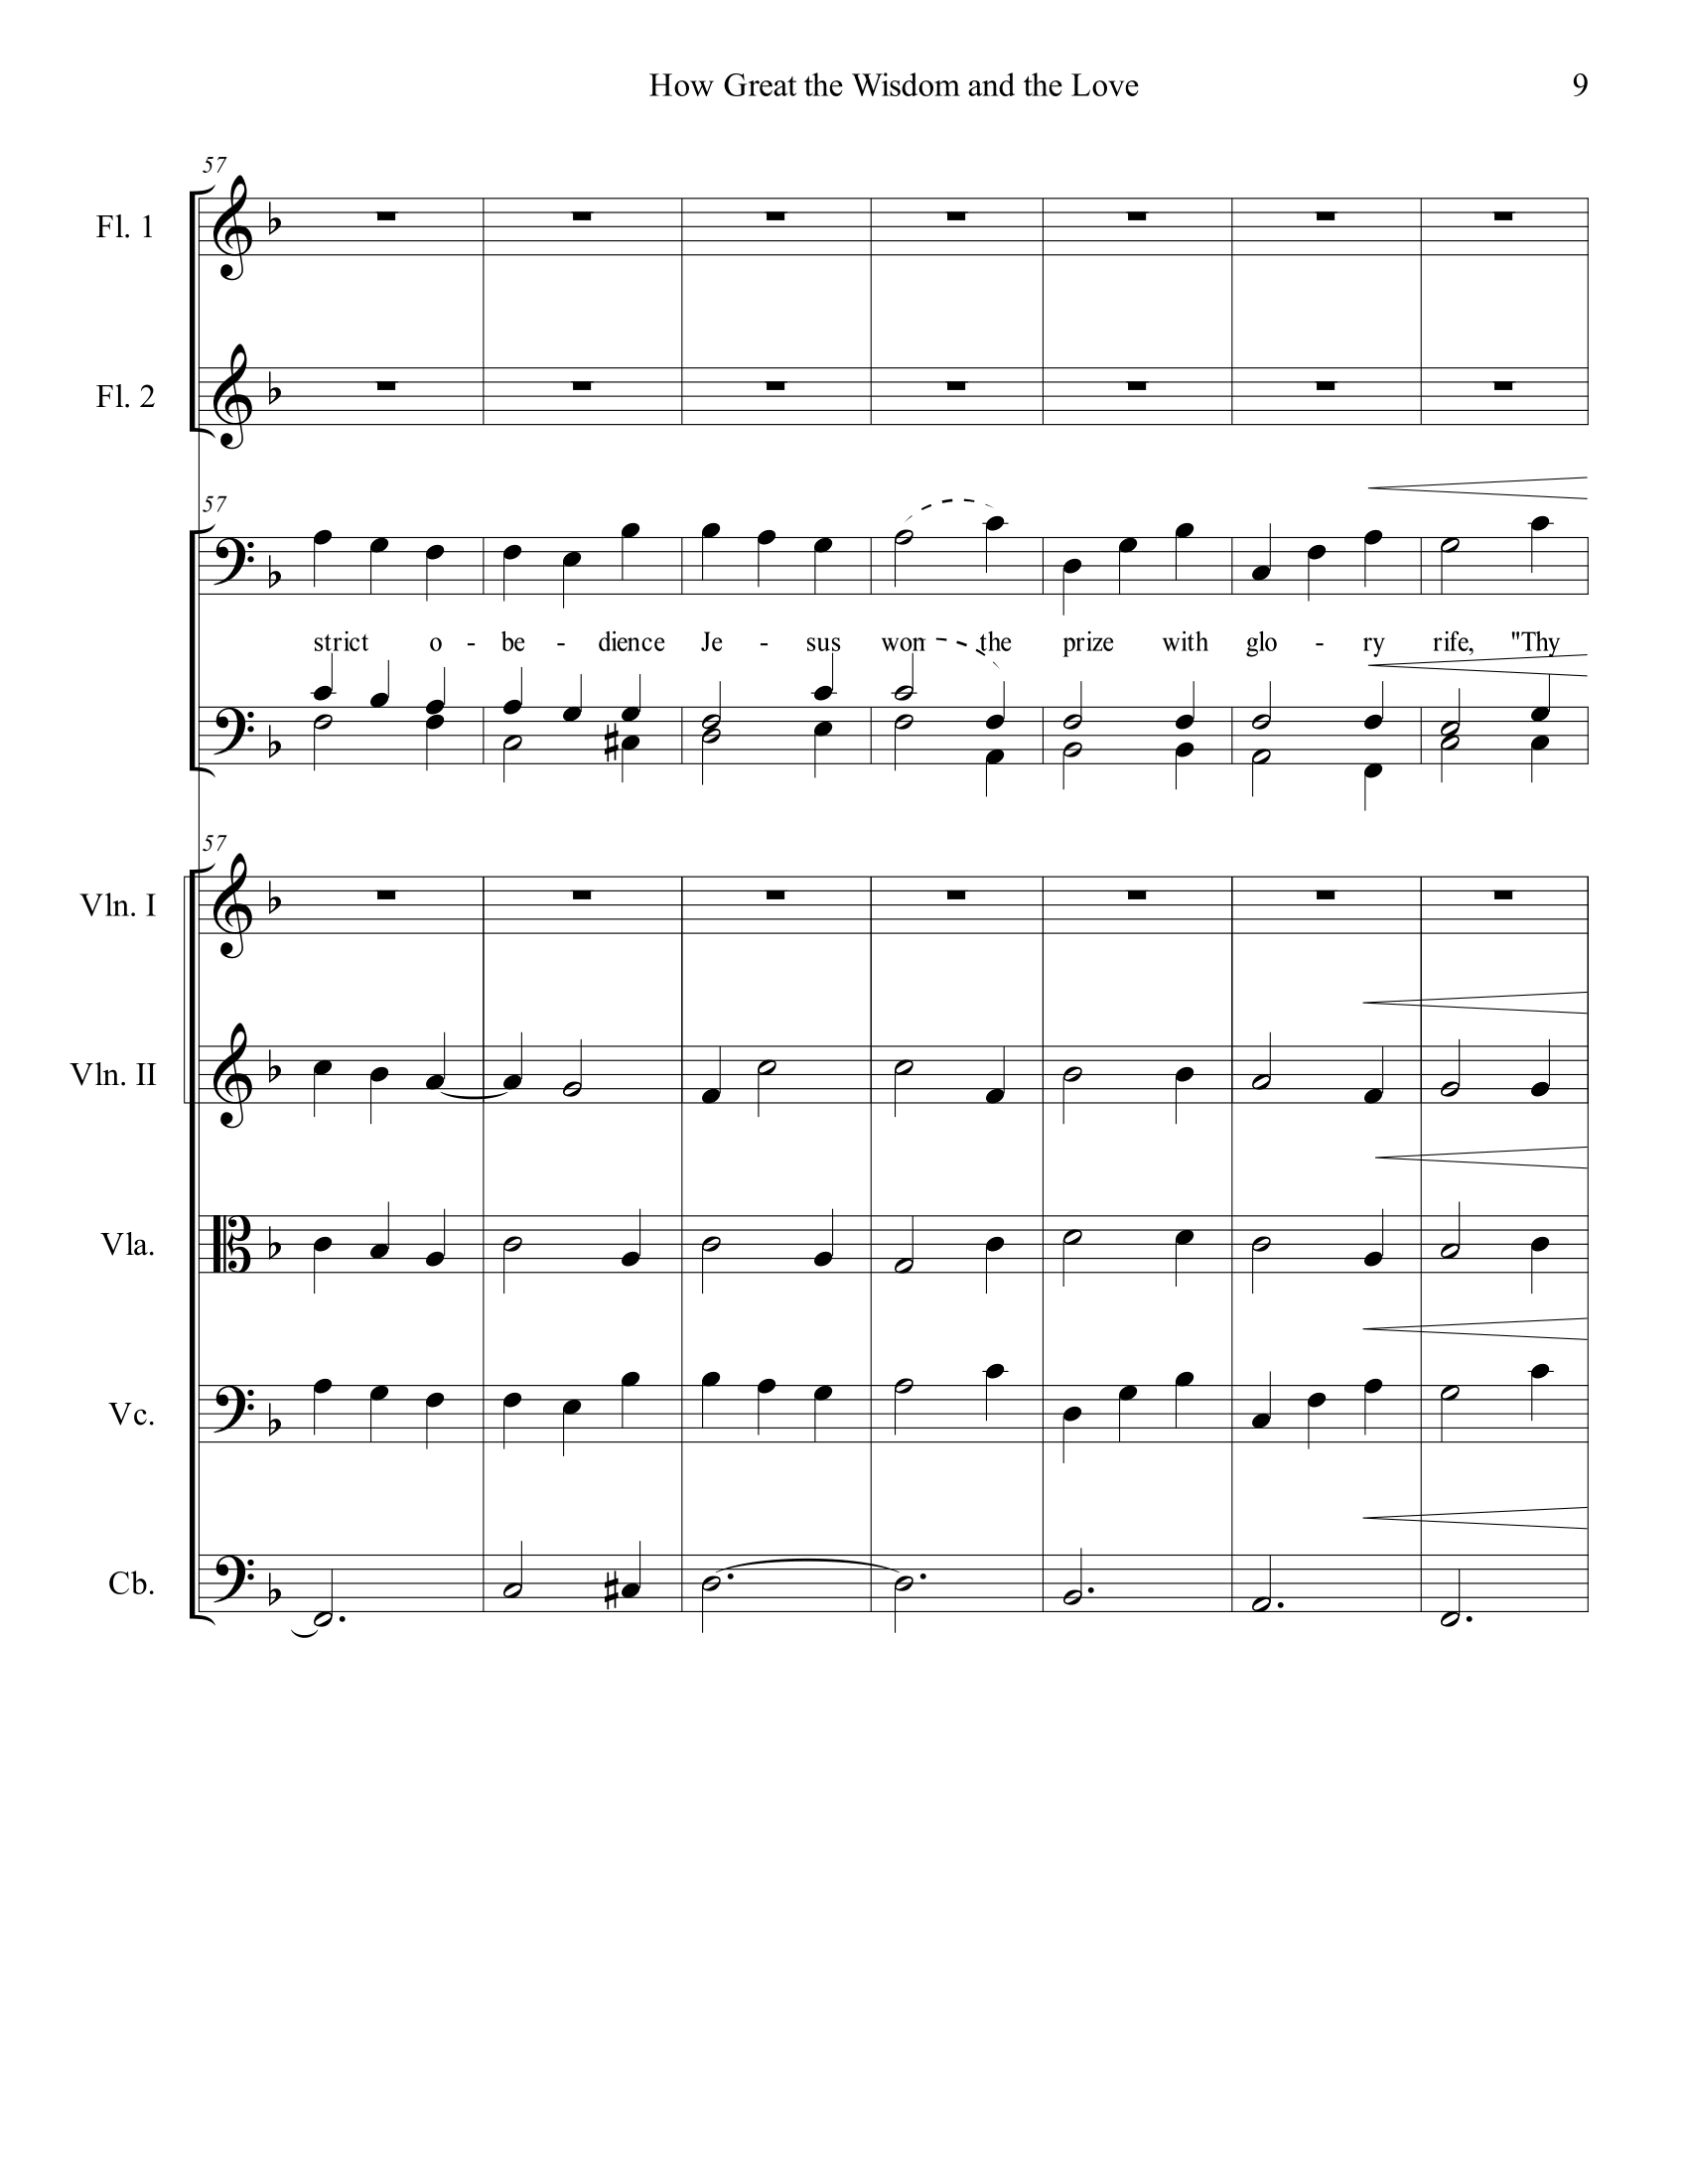 How Great the Wisdom and the Love 9
57
Fl. 1
Fl. 2
57
strict o - be - dience Je - sus won the prize with glo - ry rife, "Thy
57
Vln. I
Vln. II
Vla.
Vc.
Cb.